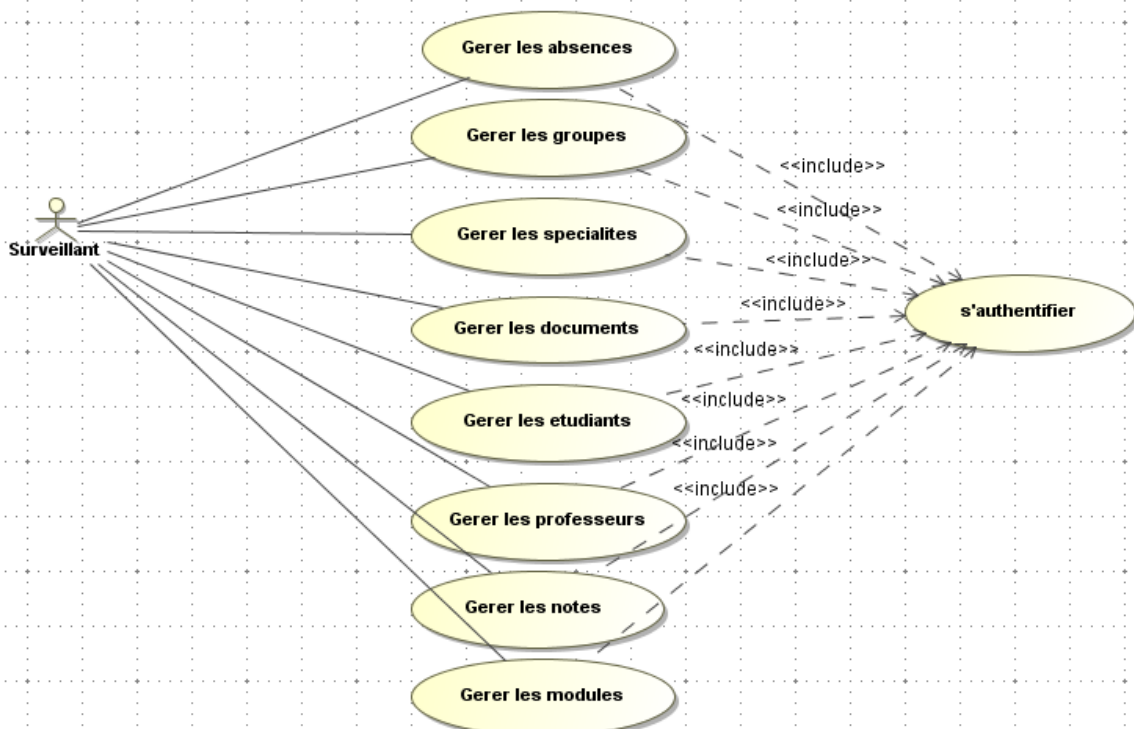 Gerer les absences
Gerer les groupes
<<include>>
<<include>>
Surveillant
Gerer les specialites
<<include>>
<<include>>
s'authentifier
Gerer les documents
<<include>>
<<include>>
Gerer les etudiants
<<include>>
<<include>>
Gerer les professeurs
Gerer les notes
Gerer les modules